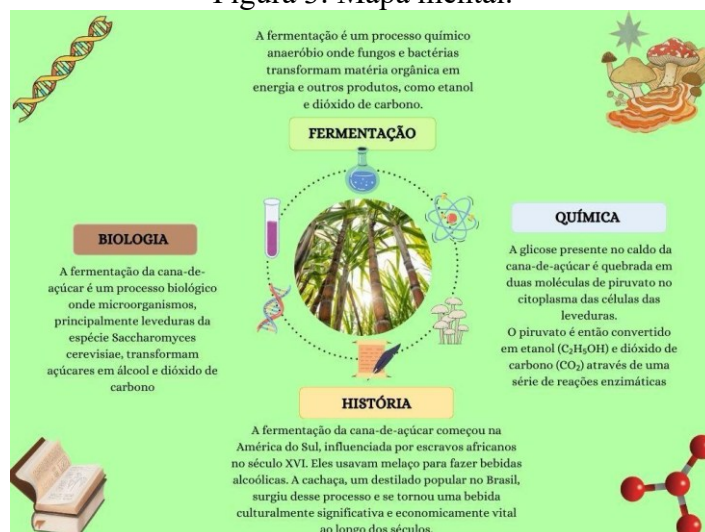 Figura 3: Mapa mental.
A fermentação é um processo químico
anaeróbio onde fungos e bactérias
transformam matéria orgânica em
energia e outros produtos, como etanol
e dióxido de carbono.
FERMENTAÇÃO
BIOLOGIA
A fermentação da cana-de-
açúcar é um processo biológico
onde microorganismos,
principalmente leveduras da
espécie Saccharomyces
cerevisiae, transformam
açúcares em álcool e dióxido de
carbono
QUÍMICA
A glicose presente no caldo da
cana-de-açúcar é quebrada em
duas moléculas de piruvato no
citoplasma das células das
leveduras.
O piruvato é então convertido
em etanol (C₂H₅OH) e dióxido de
carbono (CO₂) através de uma
série de reações enzimáticas
HISTÓRIA
A fermentação da cana-de-açúcar começou na
América do Sul, influenciada por escravos africanos
no século XVI. Eles usavam melaço para fazer bebidas
alcoólicas. A cachaça, um destilado popular no Brasil,
surgiu desse processo e se tornou uma bebida
culturalmente significativa e economicamente vital
ao longo dos séculos.